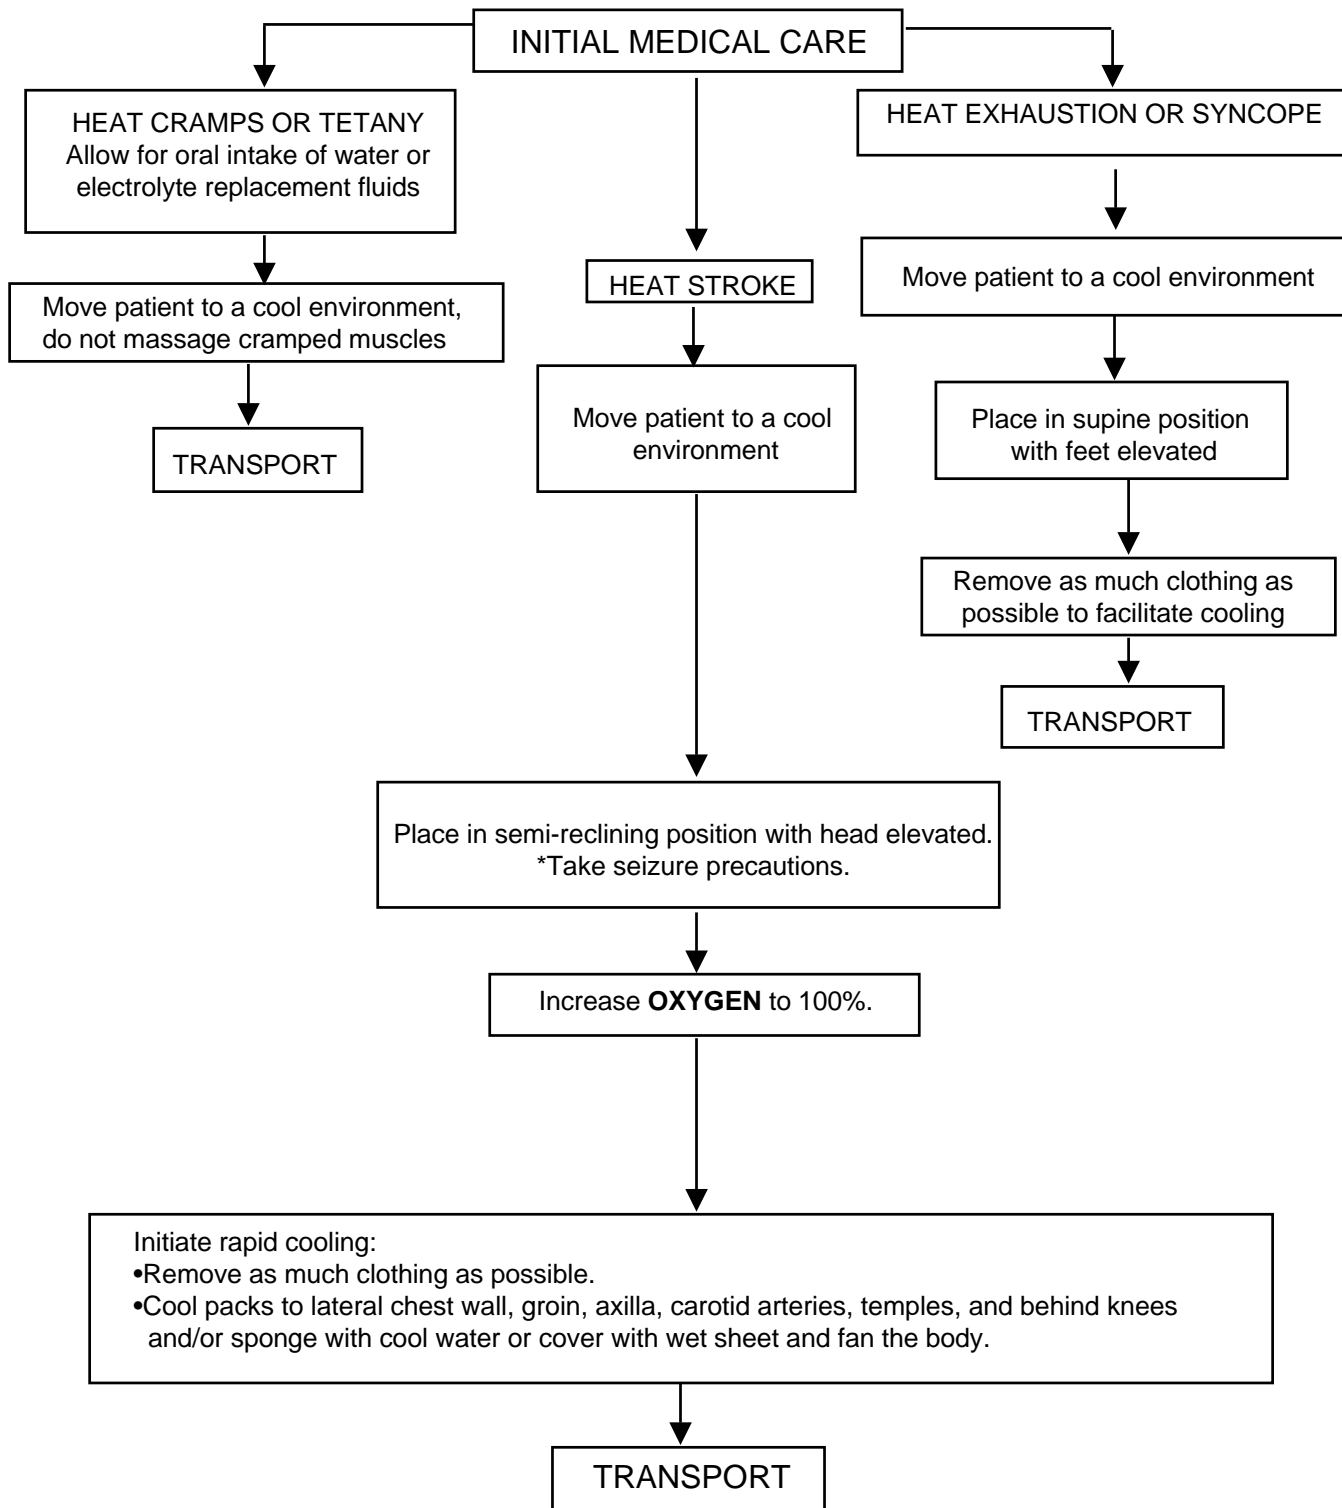 INITIAL MEDICAL CARE
HEAT CRAMPS OR TETANY
Allow for oral intake of water or
electrolyte replacement fluids
Move patient to a cool environment,
do not massage cramped muscles
TRANSPORT
HEAT STROKE
Move patient to a cool
environment
Place in semi-reclining position with head elevated.
*Take seizure precautions.
Increase OXYGEN to 100%.
Initiate rapid cooling:
•Remove as much clothing as possible.
•Cool packs to lateral chest wall, groin, axilla, carotid arteries, temples, and behind knees
and/or sponge with cool water or cover with wet sheet and fan the body.
TRANSPORT
HEAT EXHAUSTION OR SYNCOPE
Move patient to a cool environment
Place in supine position
with feet elevated
Remove as much clothing as
possible to facilitate cooling
TRANSPORT